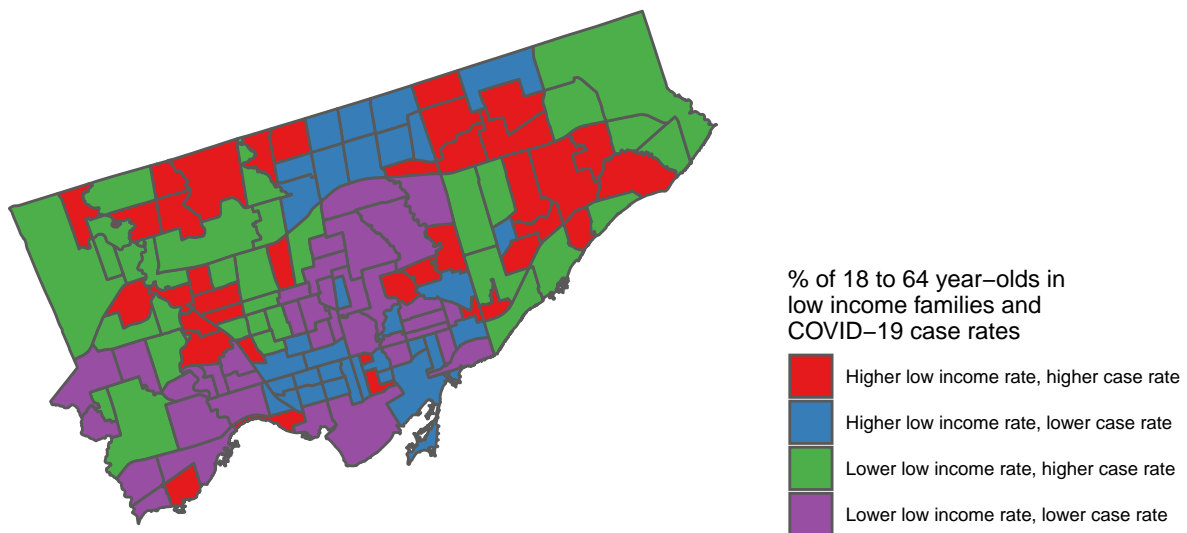 % of 18 to 64 year−olds in
low income families and
COVID−19 case rates
Higher low income rate, higher case rate
Higher low income rate, lower case rate
Lower low income rate, higher case rate
Lower low income rate, lower case rate